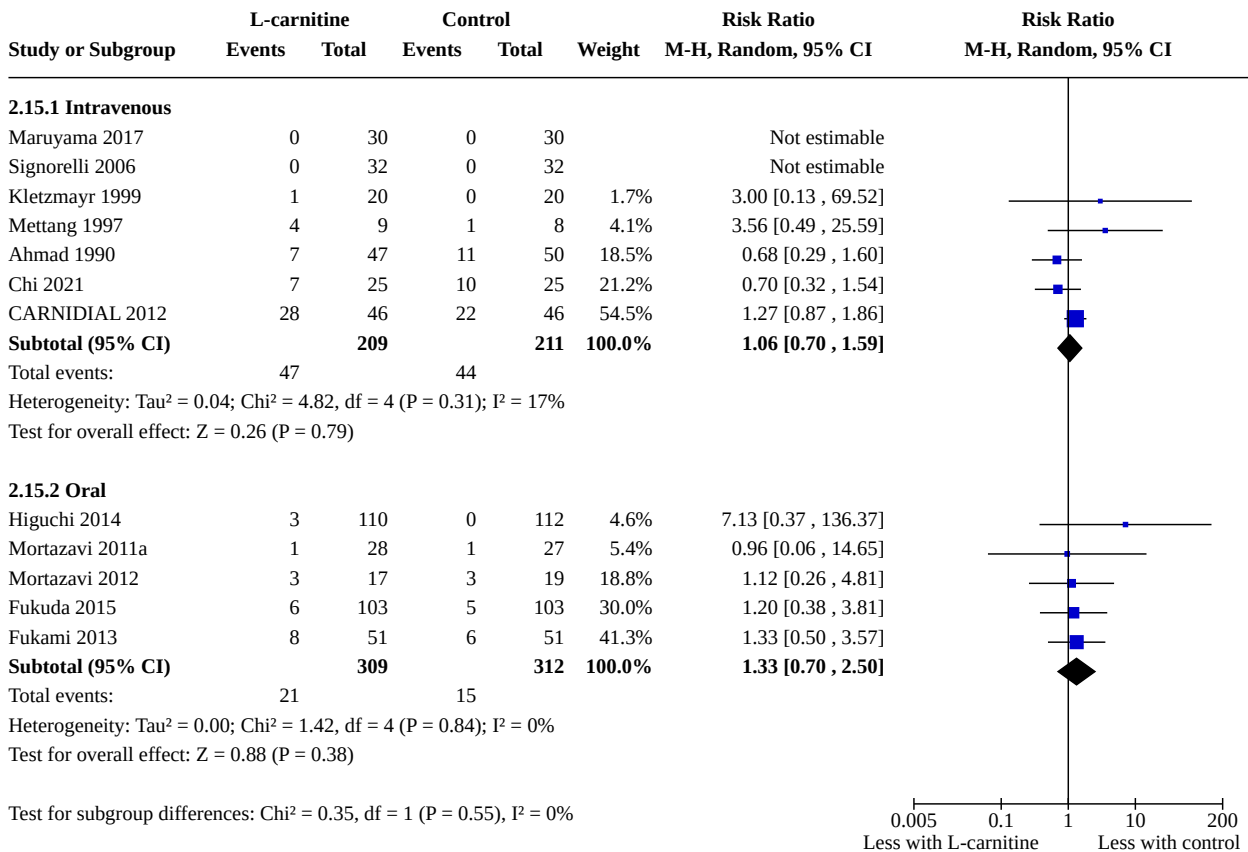 L-carnitine Control Risk Ratio Risk Ratio
Study or Subgroup Events Total Events Total Weight M-H, Random, 95% CI M-H, Random, 95% CI
2.15.1 Intravenous
Maruyama 2017 0 30 0 30 Not estimable
Signorelli 2006 0 32 0 32 Not estimable
Kletzmayr 1999 1 20 0 20 1.7% 3.00 [0.13 , 69.52]
Mettang 1997 4 9 1 8 4.1% 3.56 [0.49 , 25.59]
Ahmad 1990 7 47 11 50 18.5% 0.68 [0.29 , 1.60]
Chi 2021 7 25 10 25 21.2% 0.70 [0.32 , 1.54]
CARNIDIAL 2012 28 46 22 46 54.5% 1.27 [0.87 , 1.86]
Subtotal (95% CI) 209 211 100.0% 1.06 [0.70 , 1.59]
Total events: 47 44
Heterogeneity: Tau² = 0.04; Chi² = 4.82, df = 4 (P = 0.31); I² = 17%
Test for overall effect: Z = 0.26 (P = 0.79)
2.15.2 Oral
Higuchi 2014 3 110 0 112 4.6% 7.13 [0.37 , 136.37]
Mortazavi 2011a 1 28 1 27 5.4% 0.96 [0.06 , 14.65]
Mortazavi 2012 3 17 3 19 18.8% 1.12 [0.26 , 4.81]
Fukuda 2015 6 103 5 103 30.0% 1.20 [0.38 , 3.81]
Fukami 2013 8 51 6 51 41.3% 1.33 [0.50 , 3.57]
Subtotal (95% CI) 309 312 100.0% 1.33 [0.70 , 2.50]
Total events: 21 15
Heterogeneity: Tau² = 0.00; Chi² = 1.42, df = 4 (P = 0.84); I² = 0%
Test for overall effect: Z = 0.88 (P = 0.38)
Test for subgroup differences: Chi² = 0.35, df = 1 (P = 0.55), I² = 0%
0.005 0.1 1 10 200
Less with L-carnitine Less with control